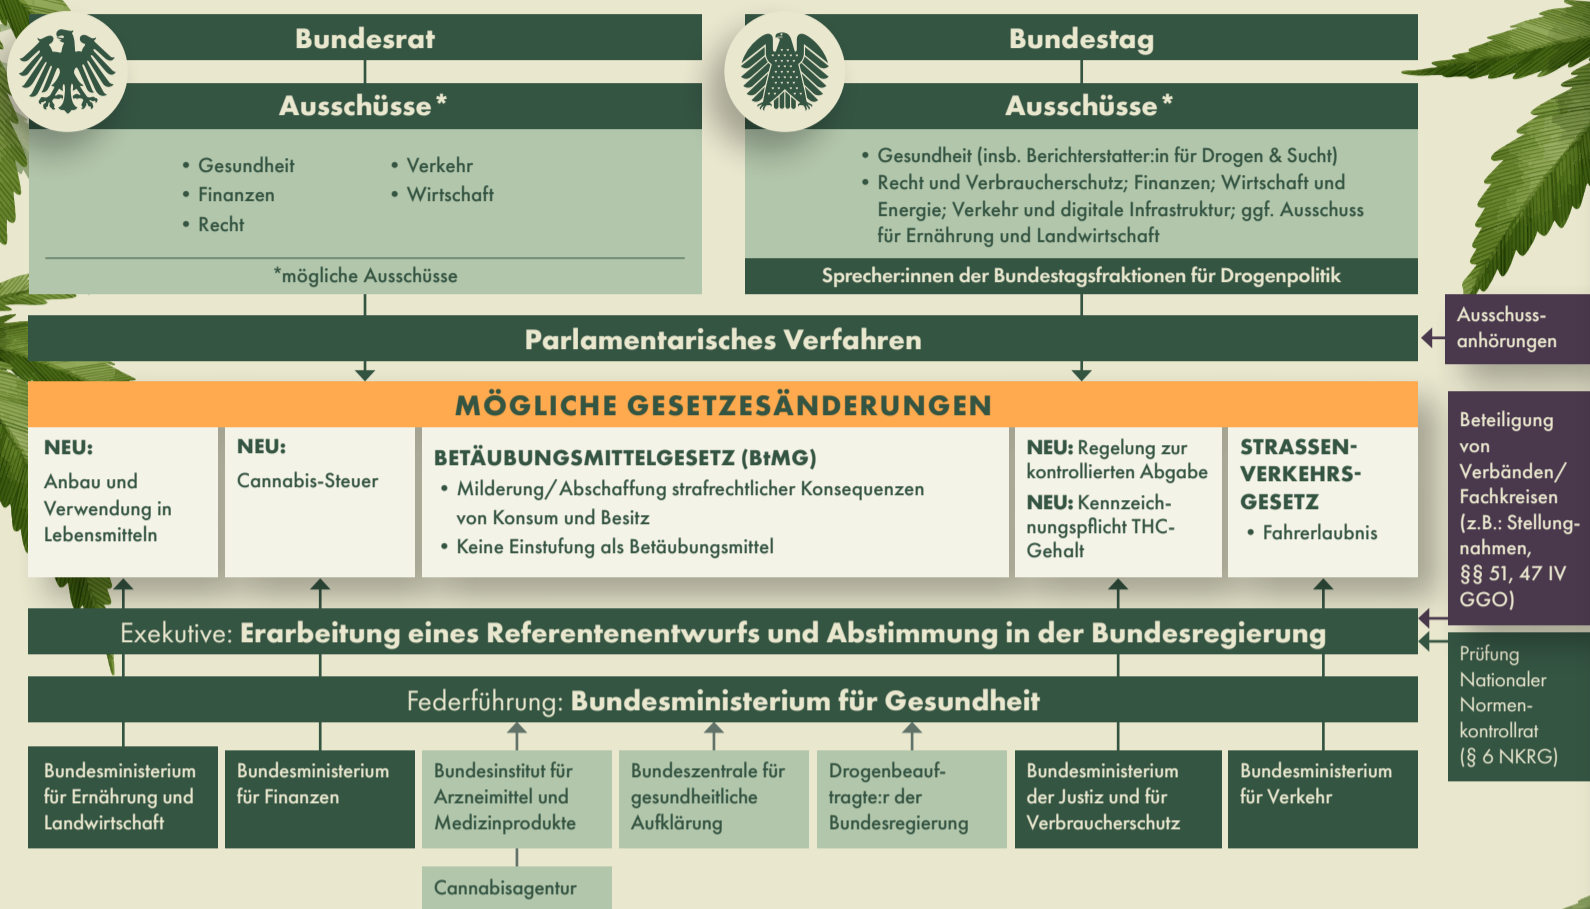 Bundesrat
Ausschüsse*
• Gesundheit
• Finanzen
• Recht
• Verkehr
• Wirtschaft
*mögliche Ausschüsse
Bundestag
Ausschüsse*
• Gesundheit (insb. Berichterstatter:in für Drogen & Sucht)
• Recht und Verbraucherschutz; Finanzen; Wirtschaft und
Energie; Verkehr und digitale Infrastruktur; ggf. Ausschuss
für Ernährung und Landwirtschaft
Sprecher:innen der Bundestagsfraktionen für Drogenpolitik
Parlamentarisches Verfahren
Ausschuss-
anhörungen
MÖGLICHE GESETZESÄNDERUNGEN
NEU:
Anbau und
Verwendung in
Lebensmitteln
NEU:
Cannabis-Steuer
BETÄUBUNGSMITTELGESETZ (BtMG)
• Milderung/Abschaffung strafrechtlicher Konsequenzen
von Konsum und Besitz
• Keine Einstufung als Betäubungsmittel
NEU: Regelung zur
kontrollierten Abgabe
NEU: Kennzeich-
nungspflicht THC-
Gehalt
STRASSEN-
VERKEHRS-
GESETZ
• Fahrerlaubnis
Beteiligung
von
Verbänden/
Fachkreisen
(z.B.: Stellung-
nahmen,
§§ 51, 47 IV
GGO)
Exekutive: Erarbeitung eines Referentenentwurfs und Abstimmung in der Bundesregierung
Prüfung
Nationaler
Normen-
kontrollrat
(§ 6 NKRG)
Federführung: Bundesministerium für Gesundheit
Bundesministerium
für Ernährung und
Landwirtschaft
Bundesministerium
für Finanzen
Bundesinstitut für
Arzneimittel und
Medizinprodukte
Bundeszentrale für
gesundheitliche
Aufklärung
Drogenbeauf-
tragte:r der
Bundesregierung
Bundesministerium
der Justiz und für
Verbraucherschutz
Bundesministerium
für Verkehr
Cannabisagentur